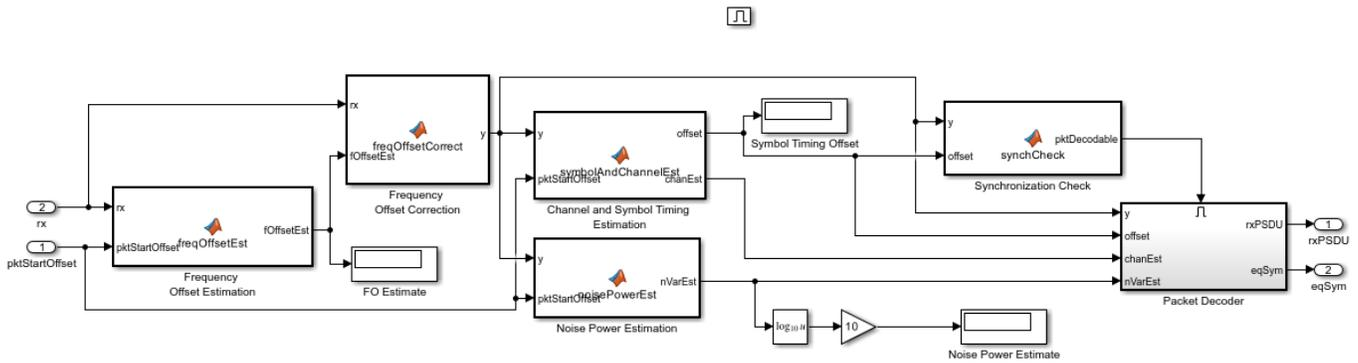 rx
freqOffsetCorrect
fOffsetEst
y
Frequency
Offset Correction
2
rx
1
pktStartOffset
rx
freqOffsetEst
pktStartOffset
fOffsetEst
Frequency
Offset Estimation
FO Estimate
y
symbolAndChannelEst
pktStartOffset
offset
chanEst
Channel and Symbol Timing
Estimation
Symbol Timing Offset
y
noisePowerEst
pktStartOffset
nVarEst
Noise Power Estimation
log10 u
10
Noise Power Estimate
y
offset
synchCheck
pktDecodable
Synchronization Check
y
offset
chanEst
nVarEst
rxPSDU
eqSym
Packet Decoder
1
rxPSDU
2
eqSym